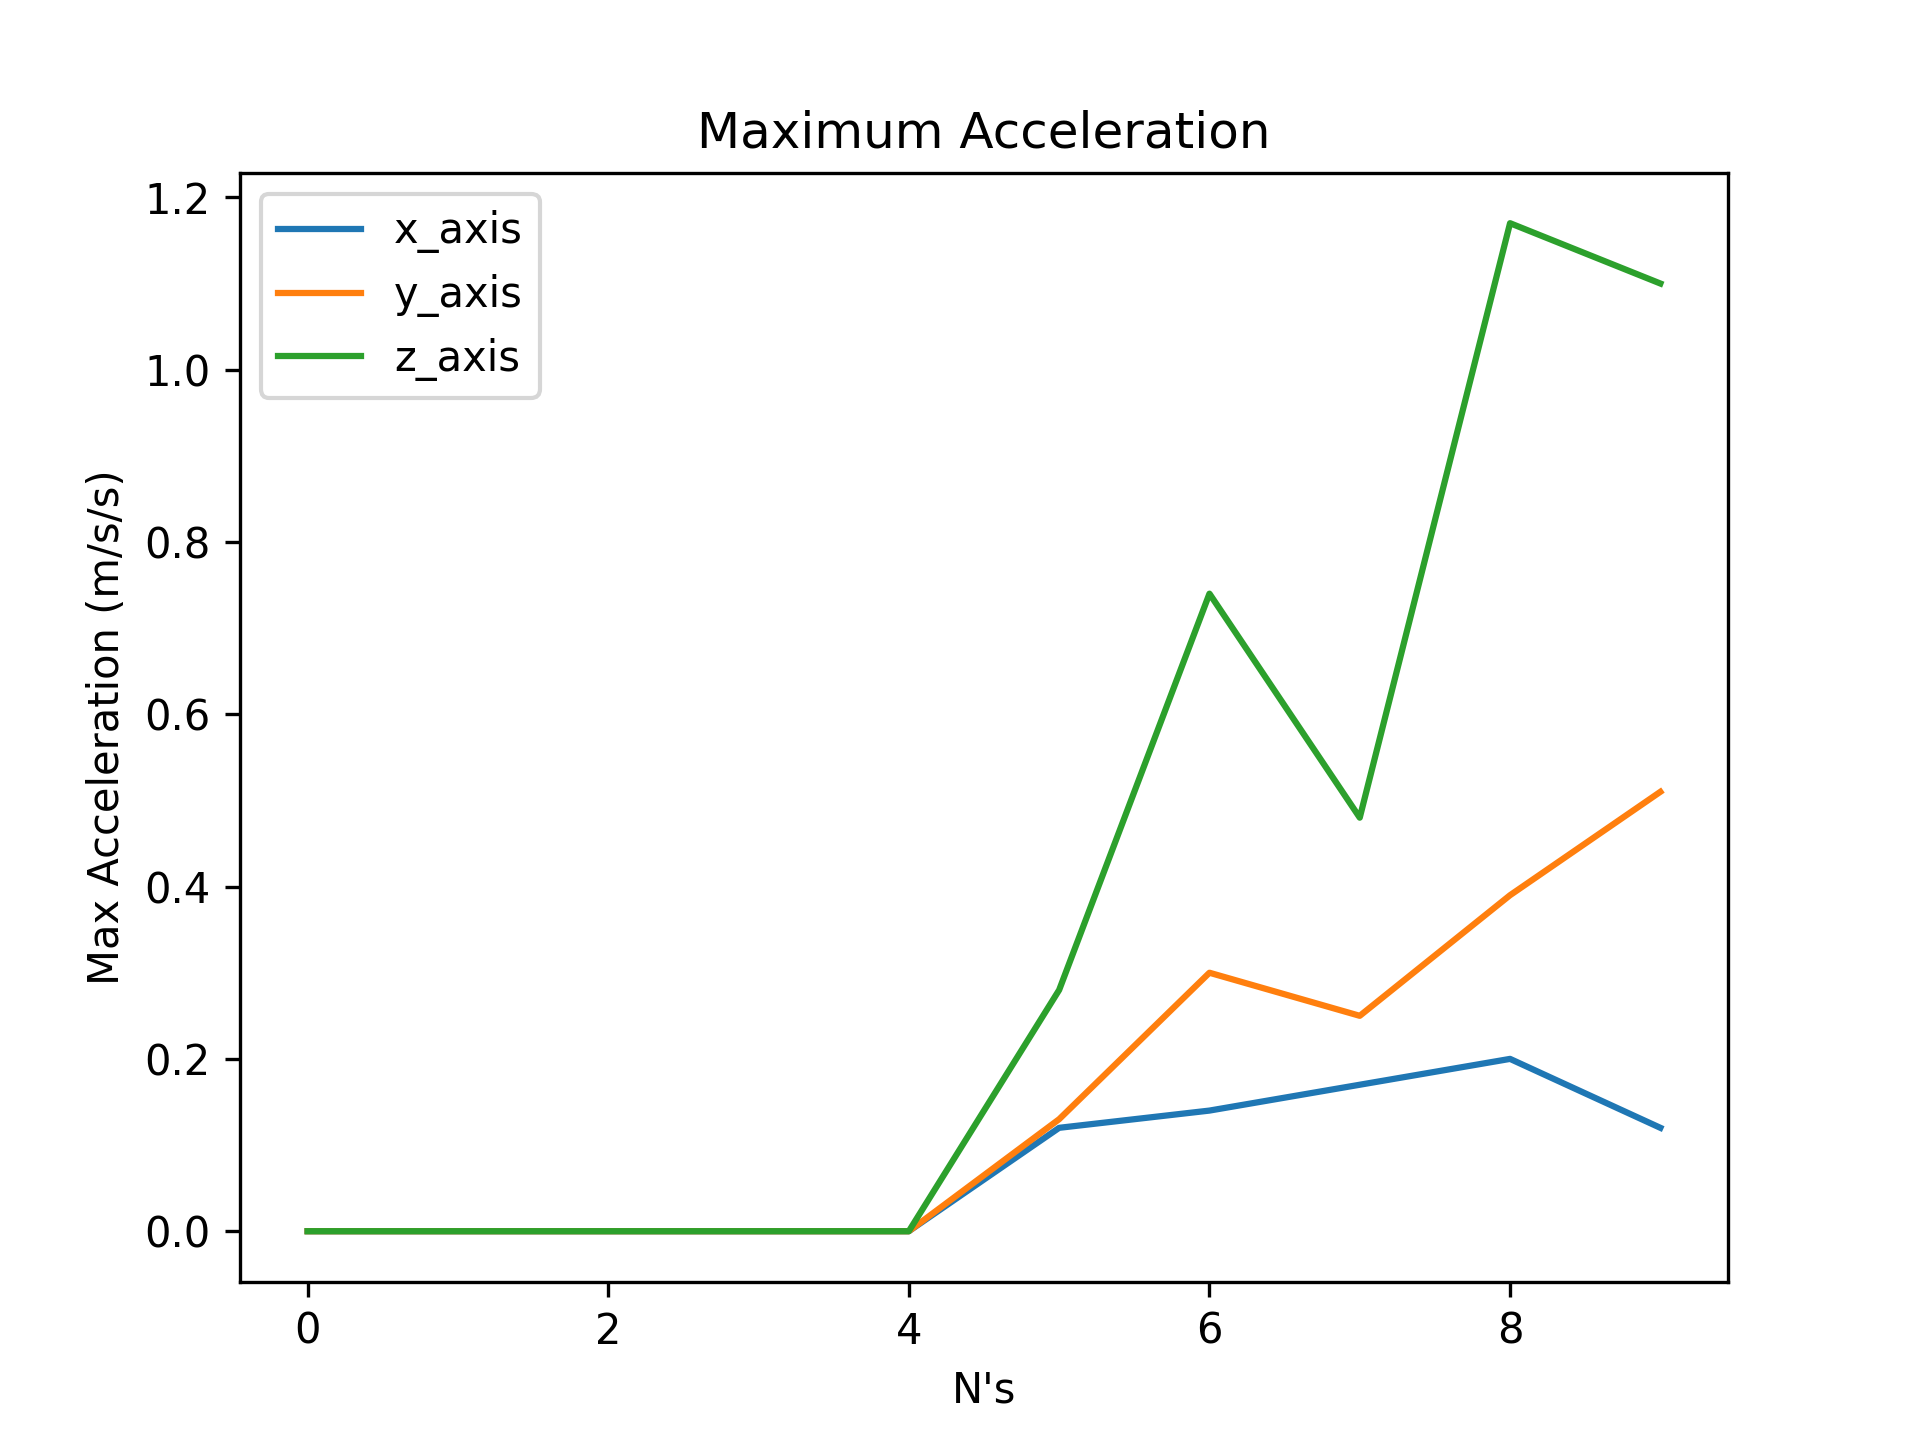 Maximum Acceleration
1.2
1.0
0.8
0.6
0.4
0.2
0.0
Max Acceleration (m/s/s)
x_axis
y_axis
z_axis
0 2 4 6 8
N's